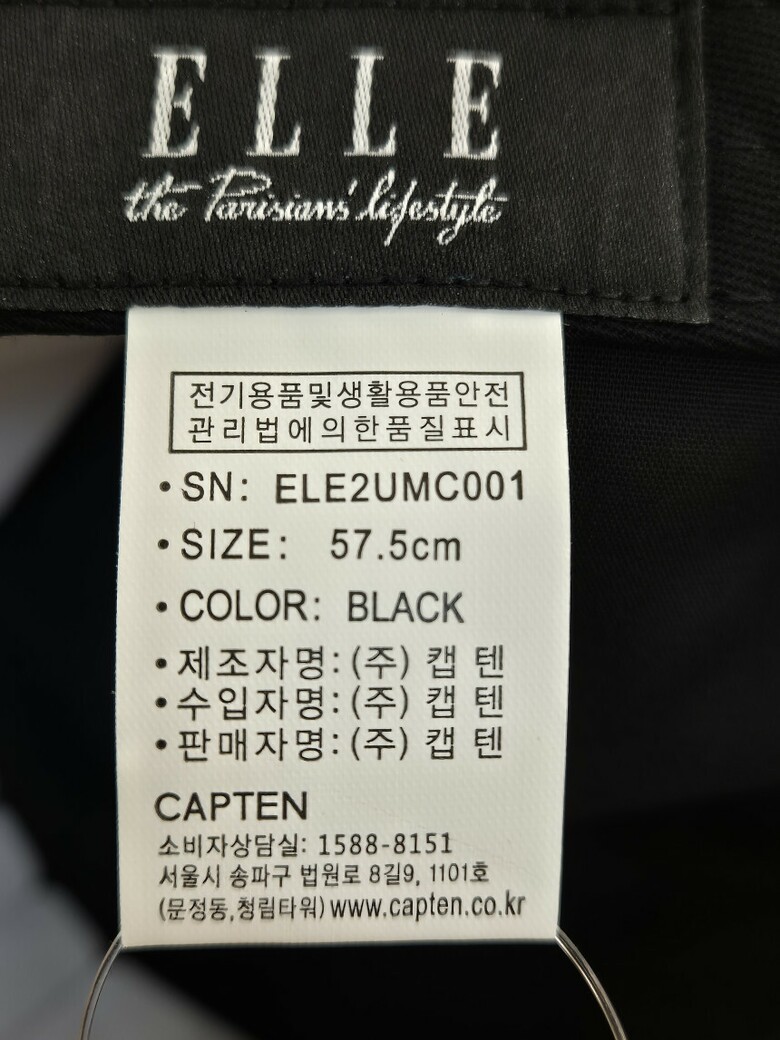 ELLE
the Parisians' lifestyle
전기용품및생활용품안전
관리법에의한품질표시
•SN: ELE2UMC001
•SIZE: 57.5cm
•COLOR: BLACK
•제조자명:(주) 캡 텐
•수입자명:(주) 캡 텐
•판매자명:(주) 캡 텐
CAPTEN
소비자상담실: 1588-8151
서울시 송파구 법원로 8길9, 1101호
(문정동,청림타워)www.capten.co.kr